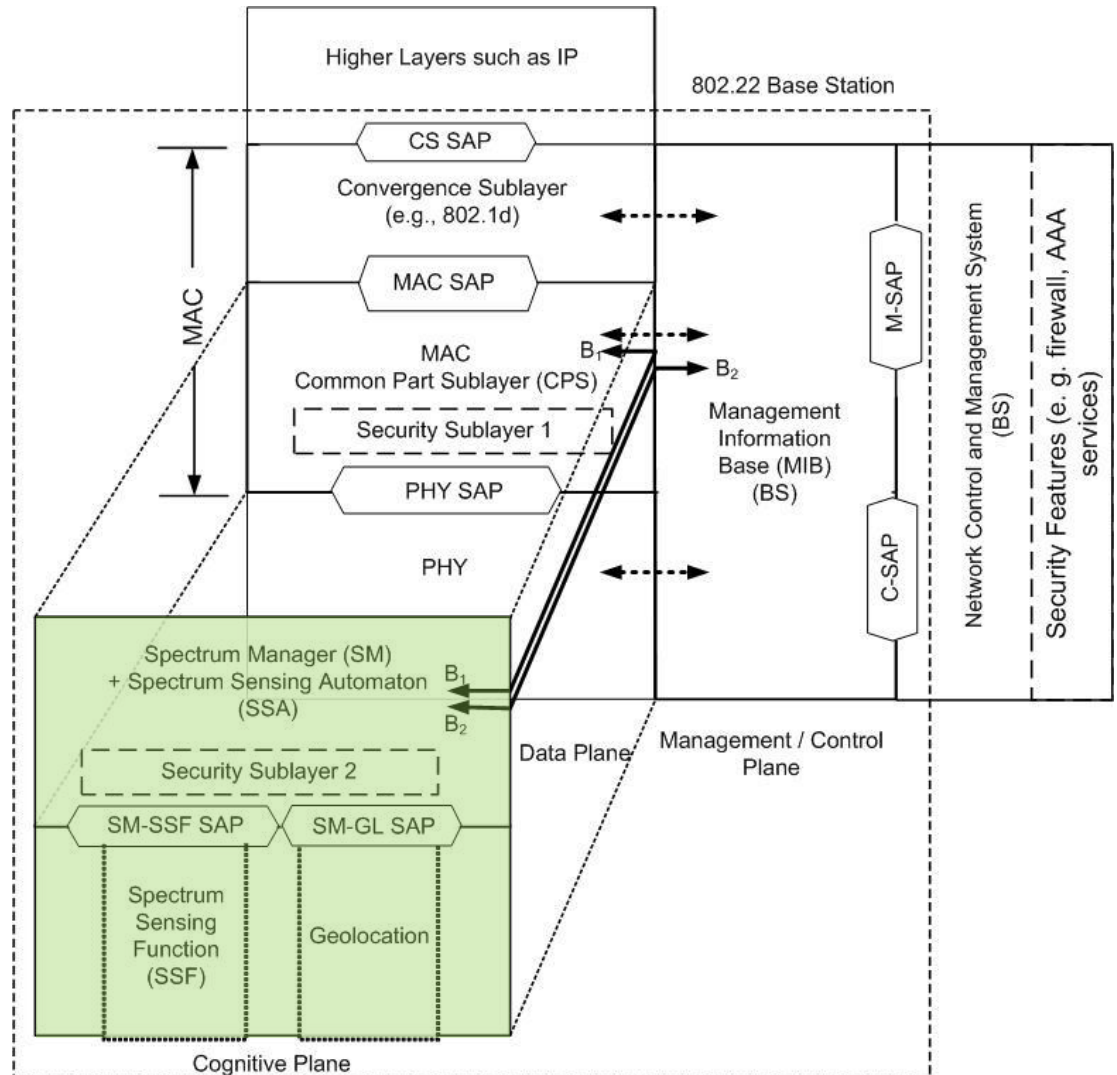 Higher Layers such as IP
802.22 Base Station
CS SAP
Convergence Sublayer
(e.g., 802.1d)
MAC
MAC SAP
MAC
Common Part Sublayer (CPS)
B₁
B₂
Security Sublayer 1
PHY SAP
PHY
Management
Information
Base (MIB)
(BS)
M-SAP
C-SAP
Network Control and Management System
(BS)
Security Features (e. g. firewall, AAA
services)
Spectrum Manager (SM)
+ Spectrum Sensing Automaton
(SSA)
B₁
B₂
Security Sublayer 2
Data Plane
Management / Control
Plane
SM-SSF SAP
SM-GL SAP
Spectrum
Sensing
Function
(SSF)
Geolocation
Cognitive Plane